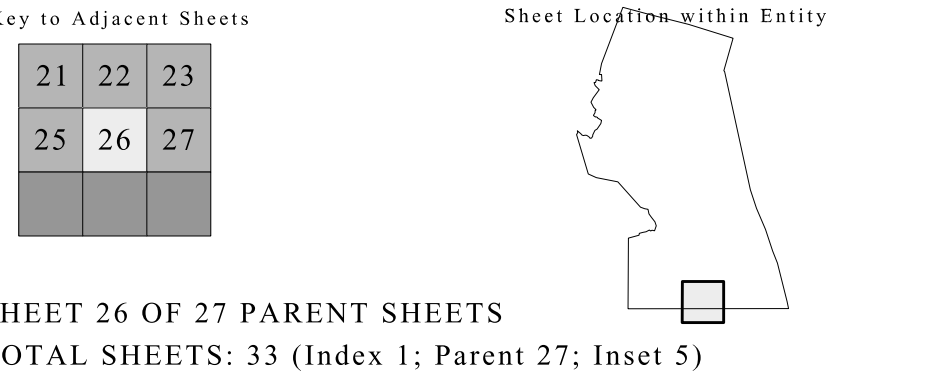 Key to Adjacent Sheets
Sheet Location within Entity
21 22 23
25 26 27
HEET 26 OF 27 PARENT SHEETS
OTAL SHEETS: 33 (Index 1; Parent 27; Inset 5)